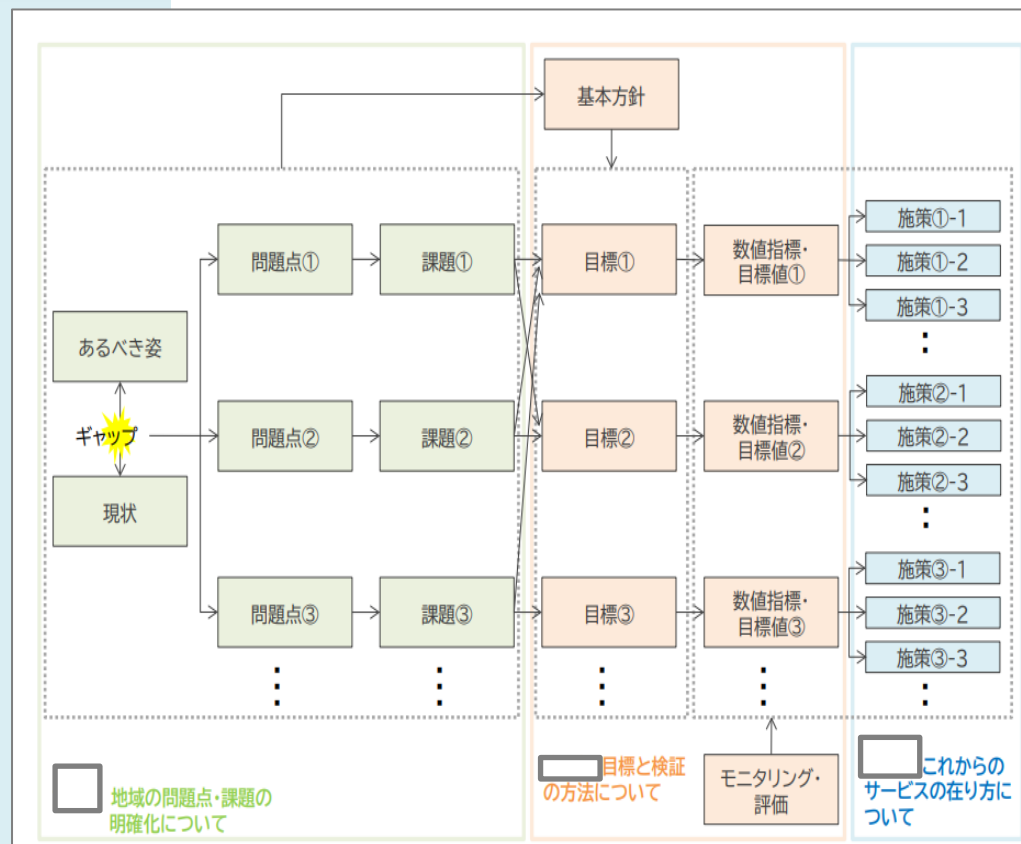 基本方針
問題点①
課題①
目標①
数値指標・
目標値①
施策①-1
施策①-2
施策①-3
あるべき姿
ギャップ
現状
問題点②
課題②
目標②
数値指標・
目標値②
施策②-1
施策②-2
施策②-3
問題点③
課題③
目標③
数値指標・
目標値③
施策③-1
施策③-2
施策③-3
地域の問題点・課題の
明確化について
目標と検証
の方法について
モニタリング・
評価
これからの
サービスの在り方に
ついて